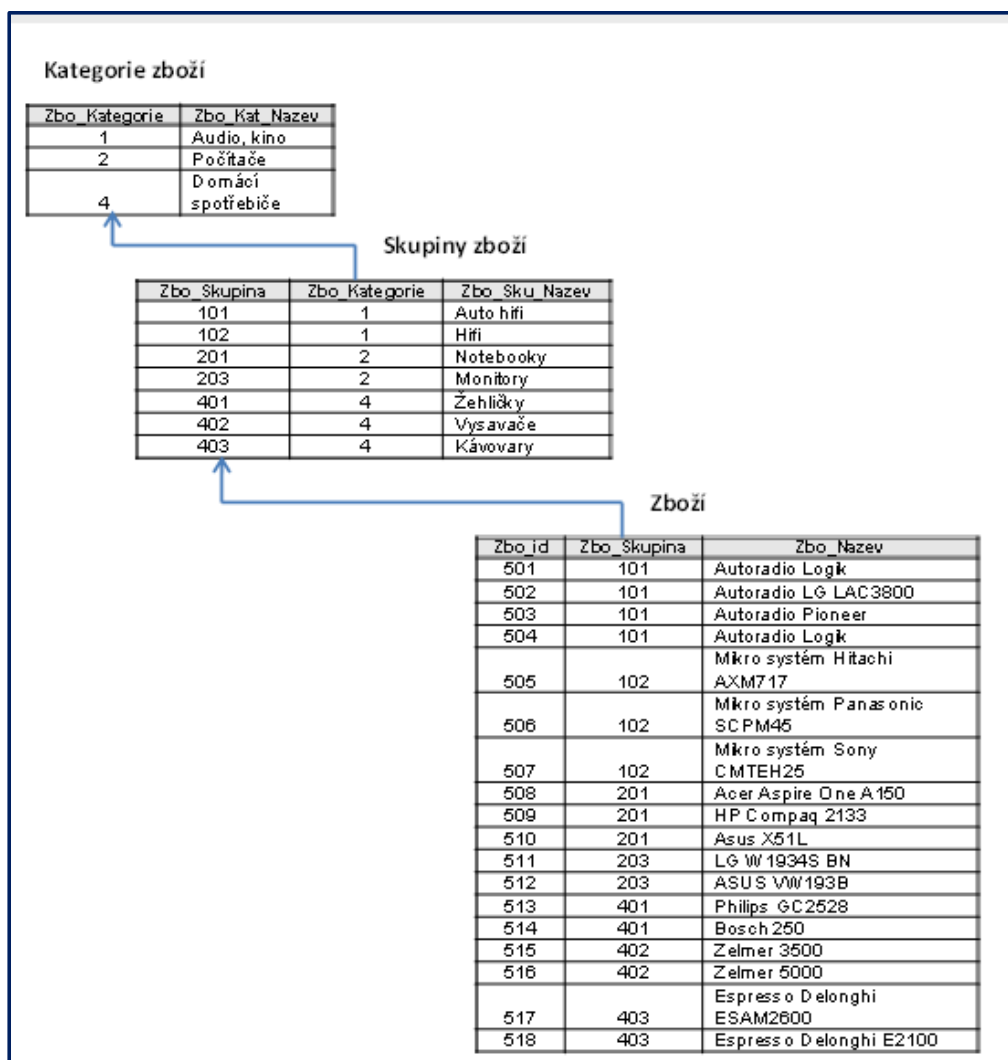 Kategorie zboží
Zbo_Kategorie Zbo_Kat_Nazev
1 Audio, kino
2 Počítače
Domácí
4 spotřebiče
Skupiny zboží
Zbo_Skupina Zbo_Kategorie Zbo_Sku_Nazev
101 1 Auto hifi
102 1 Hifi
201 2 Notebooky
203 2 Monitory
401 4 Žehličky
402 4 Vysavače
403 4 Kávovary
Zboží
Zbo_id Zbo_Skupina Zbo_Nazev
501 101 Autoradio Logik
502 101 Autoradio LG LAC3800
503 101 Autoradio Pioneer
504 101 Autoradio Logik
Mikro systém Hitachi
505 102 AXM717
Mikro systém Panasonic
506 102 SCPM45
Mikro systém Sony
507 102 CMTEH25
508 201 Acer Aspire One A150
509 201 HP Compaq 2133
510 201 Asus X51L
511 203 LG W1934S BN
512 203 ASUS VW193B
513 401 Philips GC2528
514 401 Bosch 250
515 402 Zelmer 3500
516 402 Zelmer 5000
Espresso Delonghi
517 403 ESAM2600
518 403 Espresso Delonghi E2100